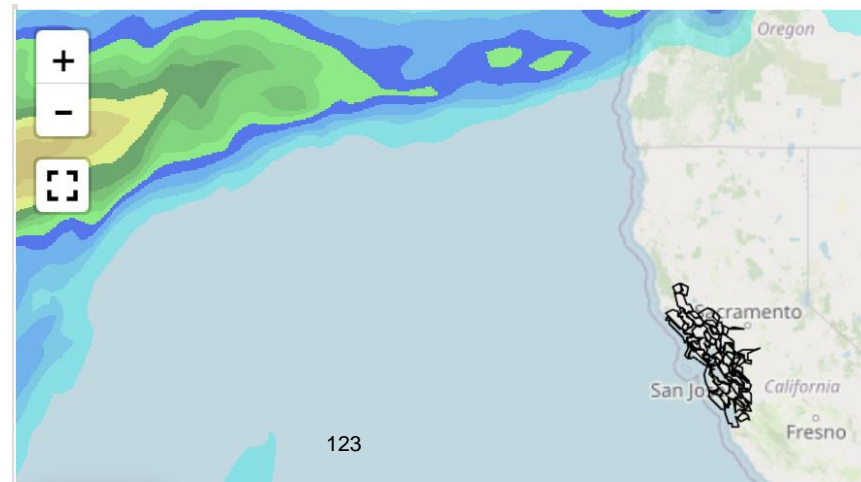 +
Oregon
-
Sacramento
San Jo
California
123
Fresno